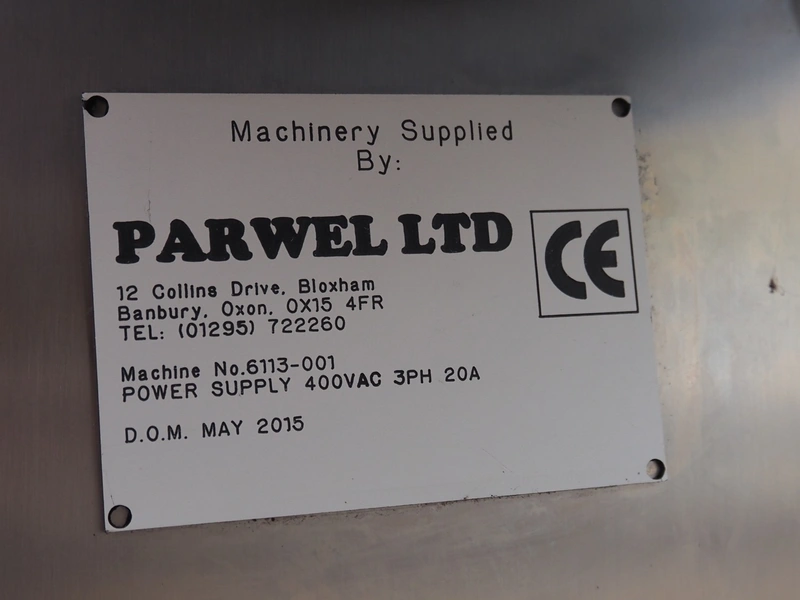 Machinery Supplied
By:
PARWEL LTD
CE
12 Collins Drive, Bloxham
Banbury, Oxon, OX15 4FR
TEL: (01295) 722260
Machine No.6113-001
POWER SUPPLY 400VAC 3PH 20A
D.O.M. MAY 2015